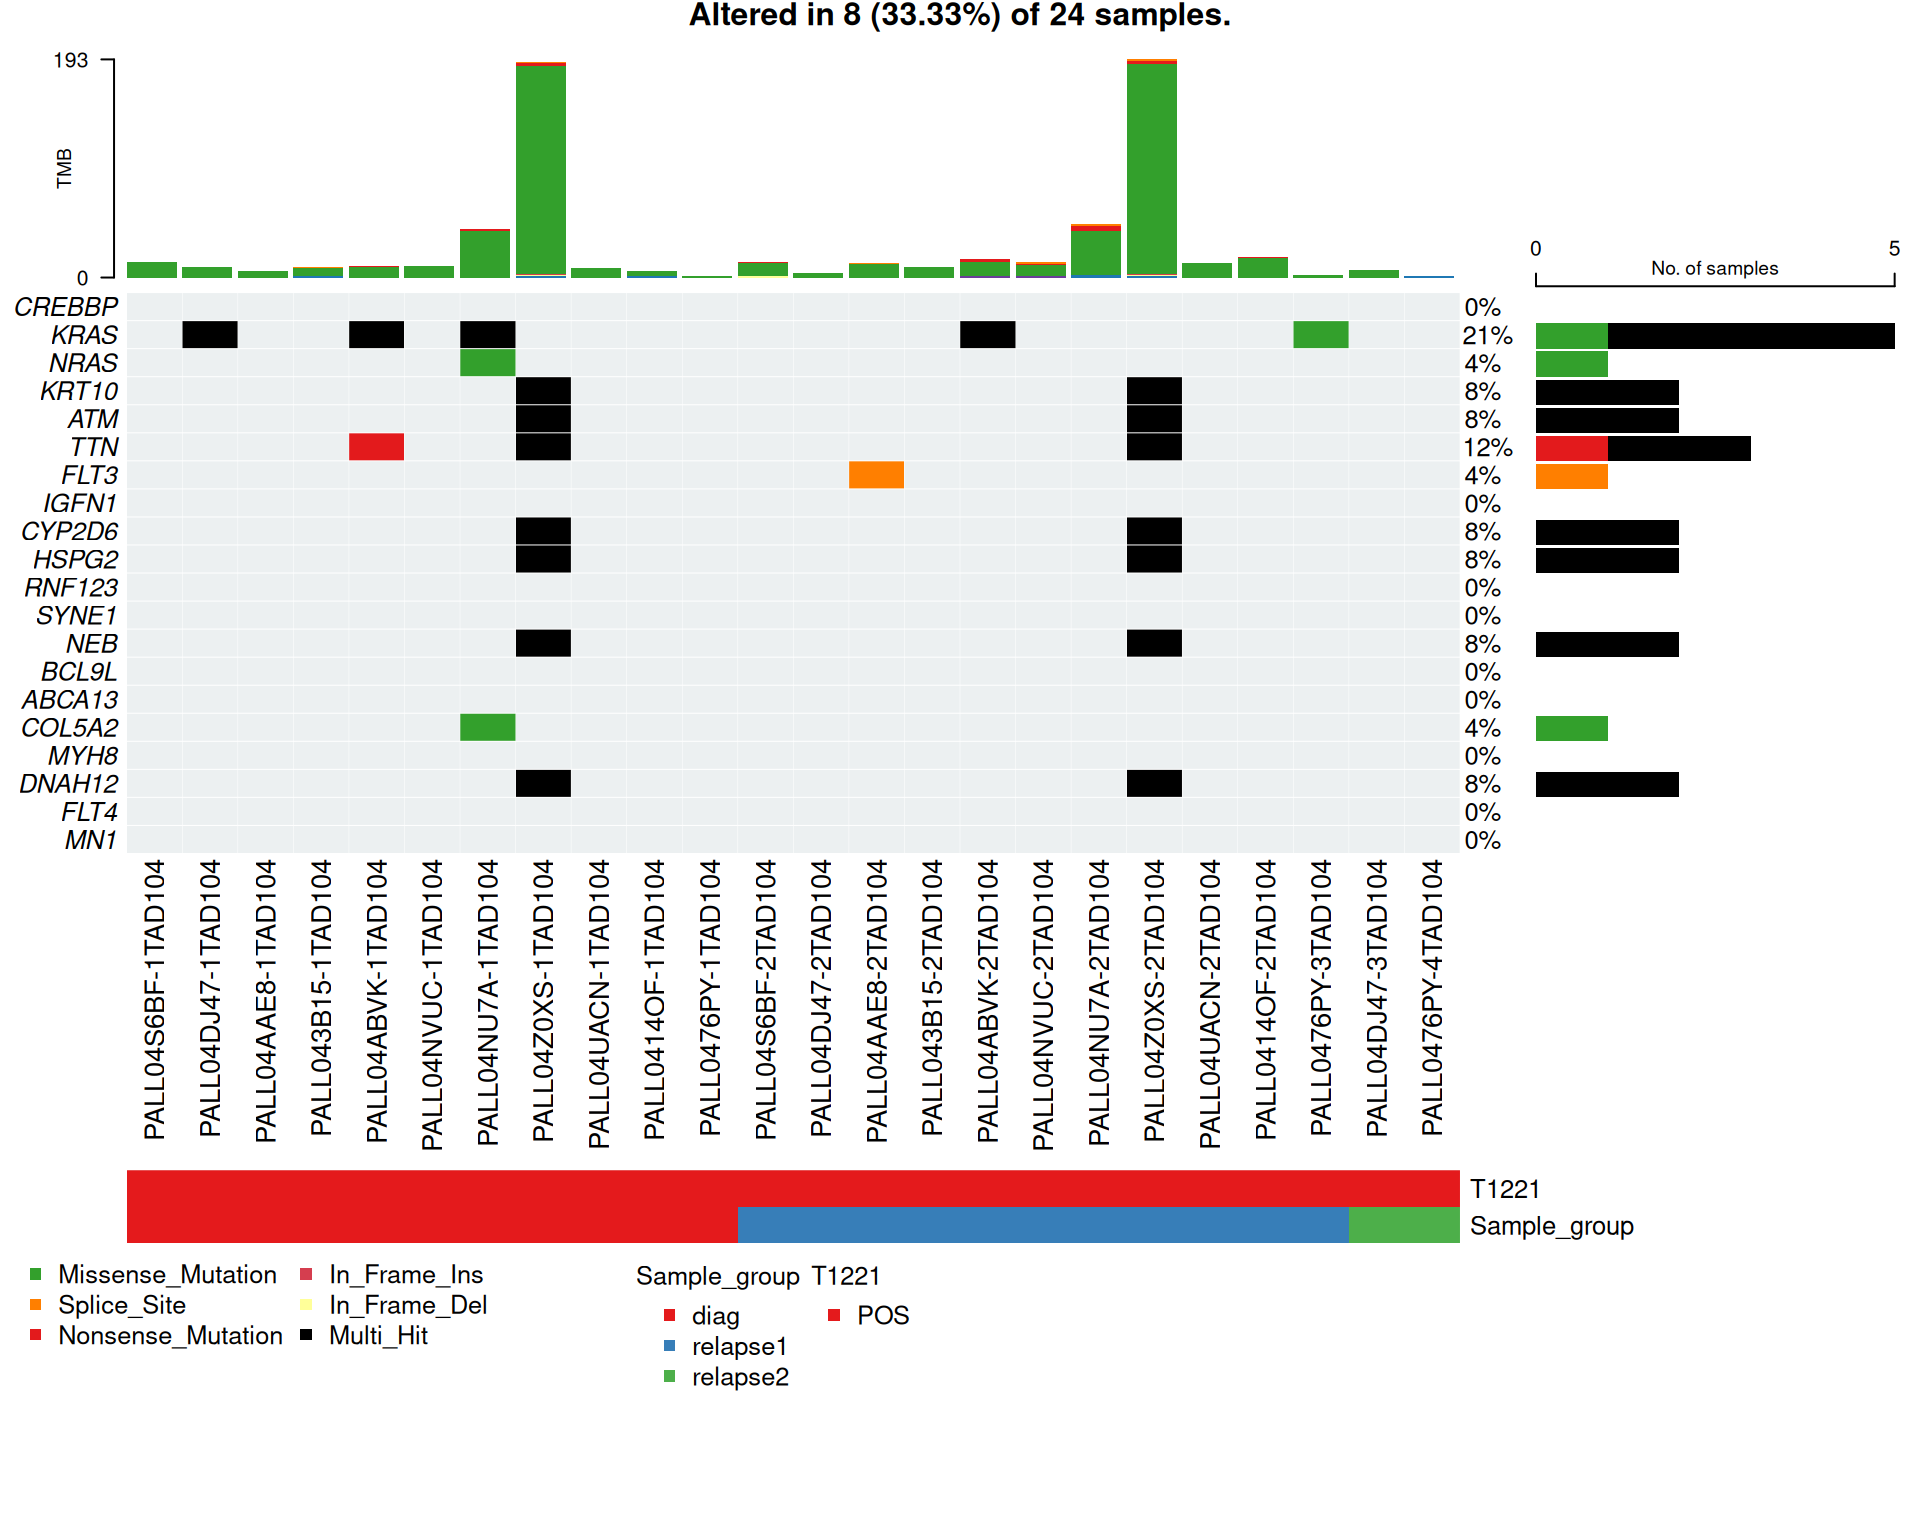 Altered in 8 (33.33%) of 24 samples.
193
TMB
0
0 5
No. of samples
CREBBP 0%
KRAS 21%
NRAS 4%
KRT10 8%
ATM 8%
TTN 12%
FLT3 4%
IGFN1 0%
CYP2D6 8%
HSPG2 8%
RNF123 0%
SYNE1 0%
NEB 8%
BCL9L 0%
ABCA13 0%
COL5A2 4%
MYH8 0%
DNAH12 8%
FLT4 0%
MN1 0%
PALL04S6BF-1TAD104
PALL04DJ47-1TAD104
PALL04AAE8-1TAD104
PALL043B15-1TAD104
PALL04ABVK-1TAD104
PALL04NVUC-1TAD104
PALL04NU7A-1TAD104
PALL04Z0XS-1TAD104
PALL04UACN-1TAD104
PALL0414OF-1TAD104
PALL0476PY-1TAD104
PALL04S6BF-2TAD104
PALL04DJ47-2TAD104
PALL04AAE8-2TAD104
PALL043B15-2TAD104
PALL04ABVK-2TAD104
PALL04NVUC-2TAD104
PALL04NU7A-2TAD104
PALL04Z0XS-2TAD104
PALL04UACN-2TAD104
PALL0414OF-2TAD104
PALL0476PY-3TAD104
PALL04DJ47-3TAD104
PALL0476PY-4TAD104
T1221
Sample_group
Missense_Mutation In_Frame_Ins
Splice_Site In_Frame_Del
Nonsense_Mutation Multi_Hit
Sample_group T1221
diag POS
relapse1
relapse2